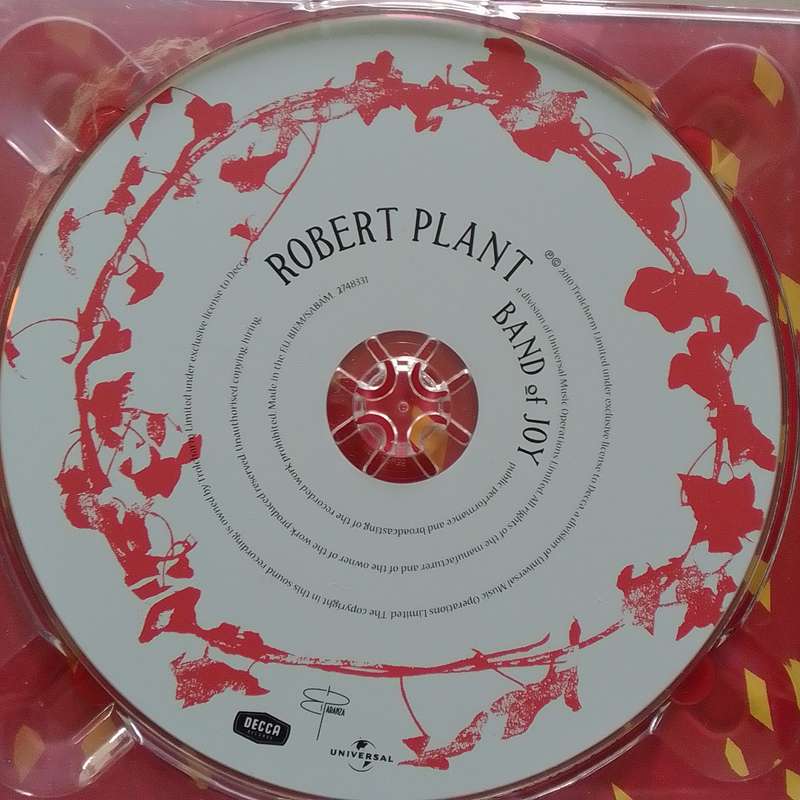 ROBERT PLANT
BAND of JOY
℗© 2010 Trolcharm Limited under exclusive license to Decca a division of Universal Music Operations Limited. The copyright in this sound recording is owned by Trolcharm Limited under exclusive license to Decca,
a division of Universal Music Operations Limited. All rights of the manufacturer and of the owner of the work produced reserved. Unauthorised copying, hiring,
public performance and broadcasting of the recorded work prohibited. Made in the EU. BIEM/SABAM 2748331
DECCA
RECORDS
UNIVERSAL